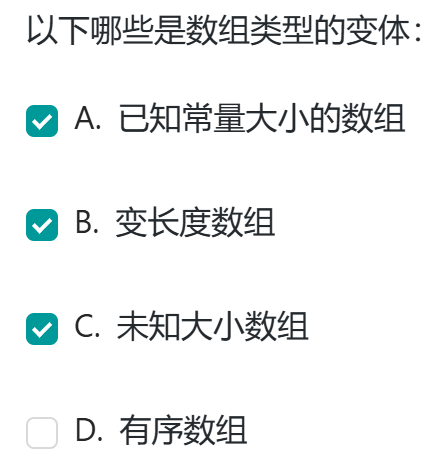 以下哪些是数组类型的变体：
A. 已知常量大小的数组
B. 变长度数组
C. 未知大小数组
D. 有序数组